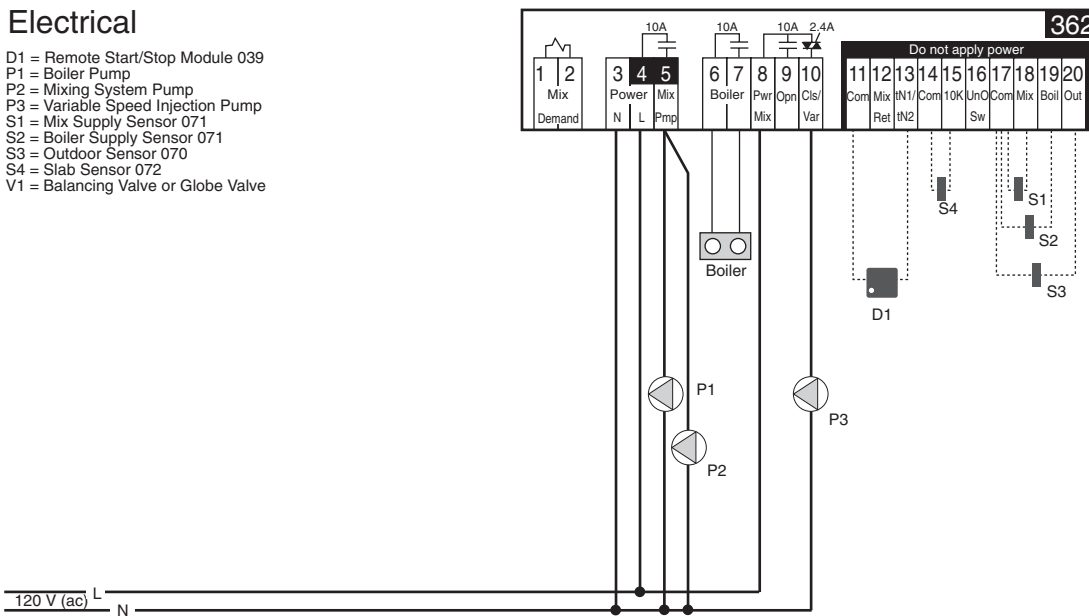 Electrical
D1 = Remote Start/Stop Module 039
P1 = Boiler Pump
P2 = Mixing System Pump
P3 = Variable Speed Injection Pump
S1 = Mix Supply Sensor 071
S2 = Boiler Supply Sensor 071
S3 = Outdoor Sensor 070
S4 = Slab Sensor 072
V1 = Balancing Valve or Globe Valve
362
10A 10A 10A 2.4A
Do not apply power
1 2 3 4 5 6 7 8 9 10 11 12 13 14 15 16 17 18 19 20
Mix Power Mix Boiler Pwr Opn Cls/ Com Mix tN1/ Com 10K UnO Com Mix Boil Out
Demand N L Pmp Mix Var Ret tN2 Sw
S4
S1
S2
S3
Boiler
D1
P1
P3
P2
120 V (ac) L
N